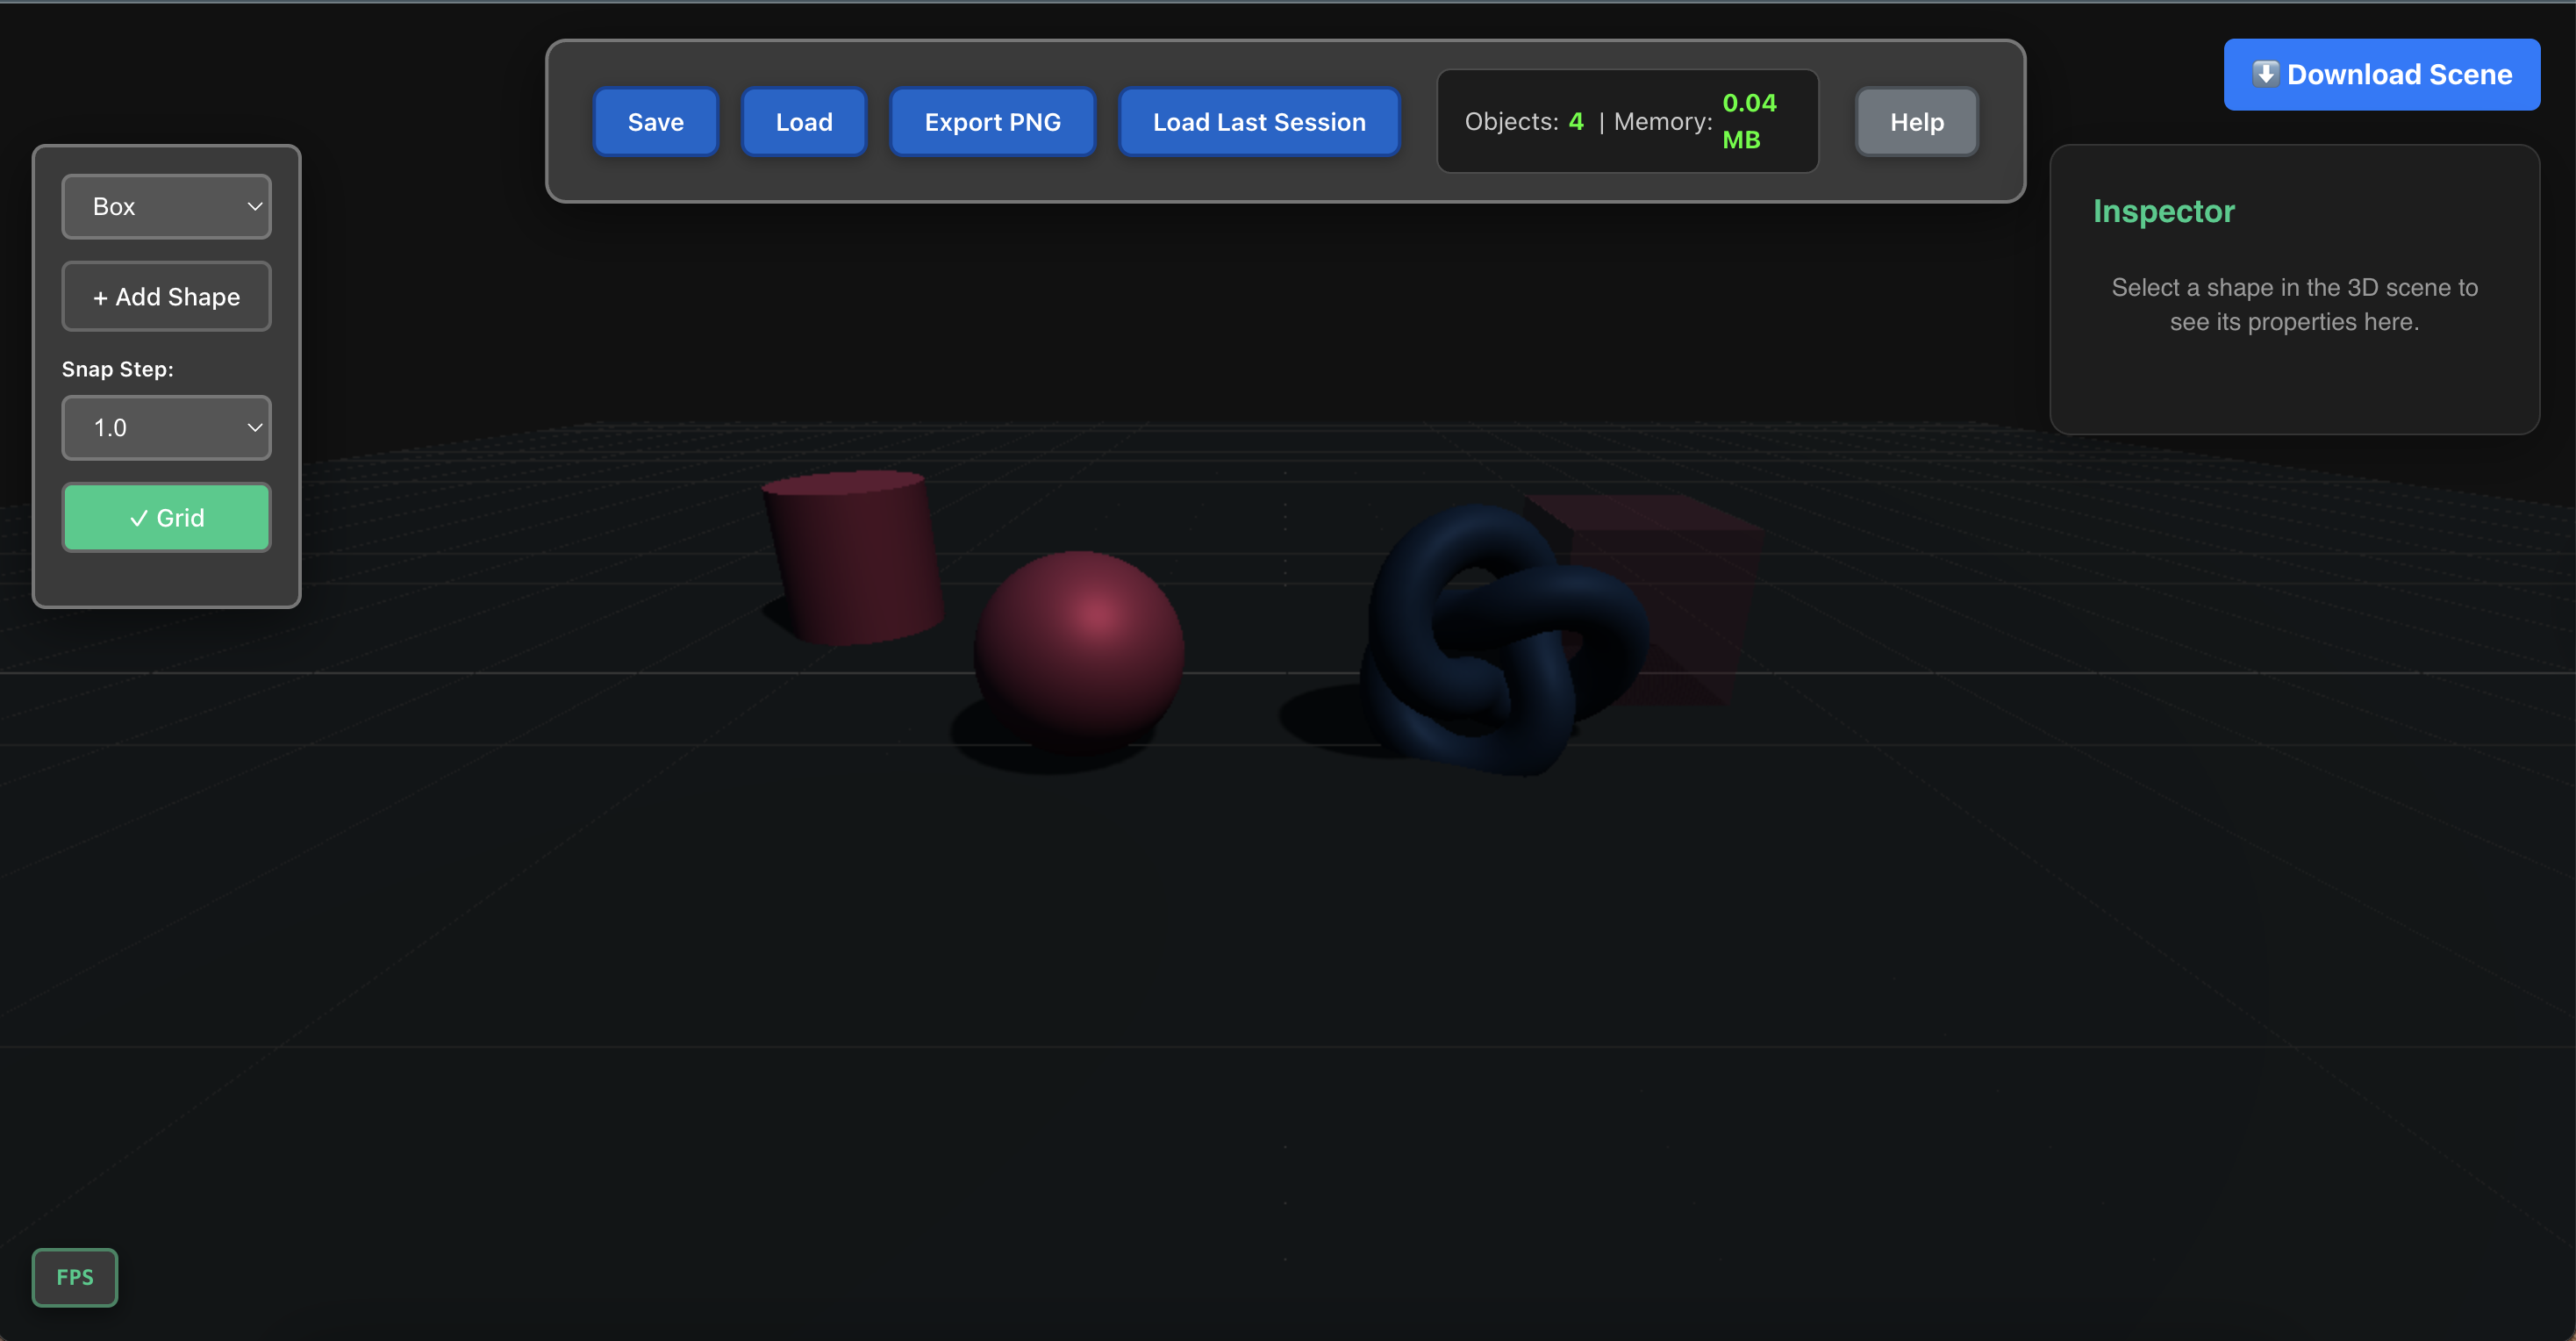 Save
Load
Export PNG
Load Last Session
Objects: 4 | Memory: 0.04
MB
Help
⬇️ Download Scene
Box
+ Add Shape
Snap Step:
1.0
✓ Grid
Inspector
Select a shape in the 3D scene to
see its properties here.
FPS